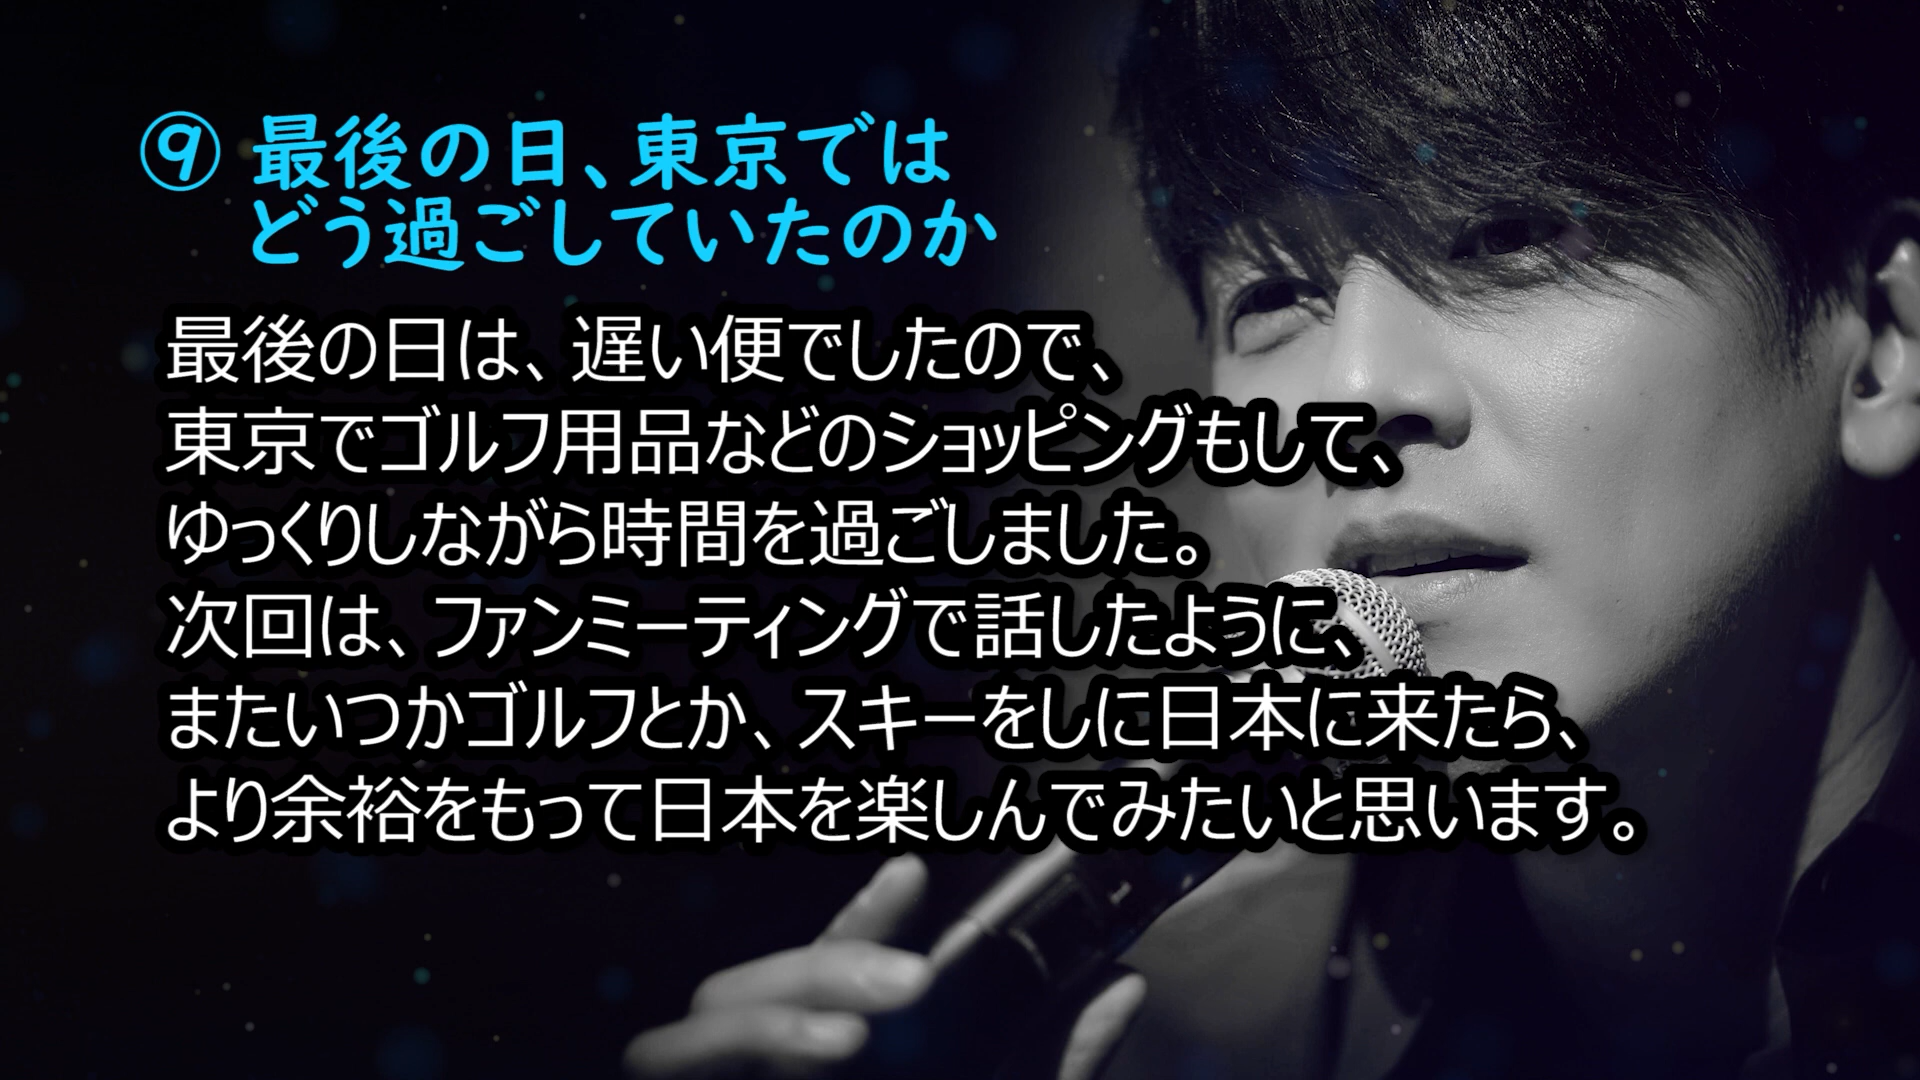 ⑨ 最後の日、東京では
どう過ごしていたのか
最後の日は、遅い便でしたので、
東京でゴルフ用品などのショッピングもして、
ゆっくりしながら時間を過ごしました。
次回は、ファンミーティングで話したように、
またいつかゴルフとか、スキーをしに日本に来たら、
より余裕をもって日本を楽しんでみたいと思います。